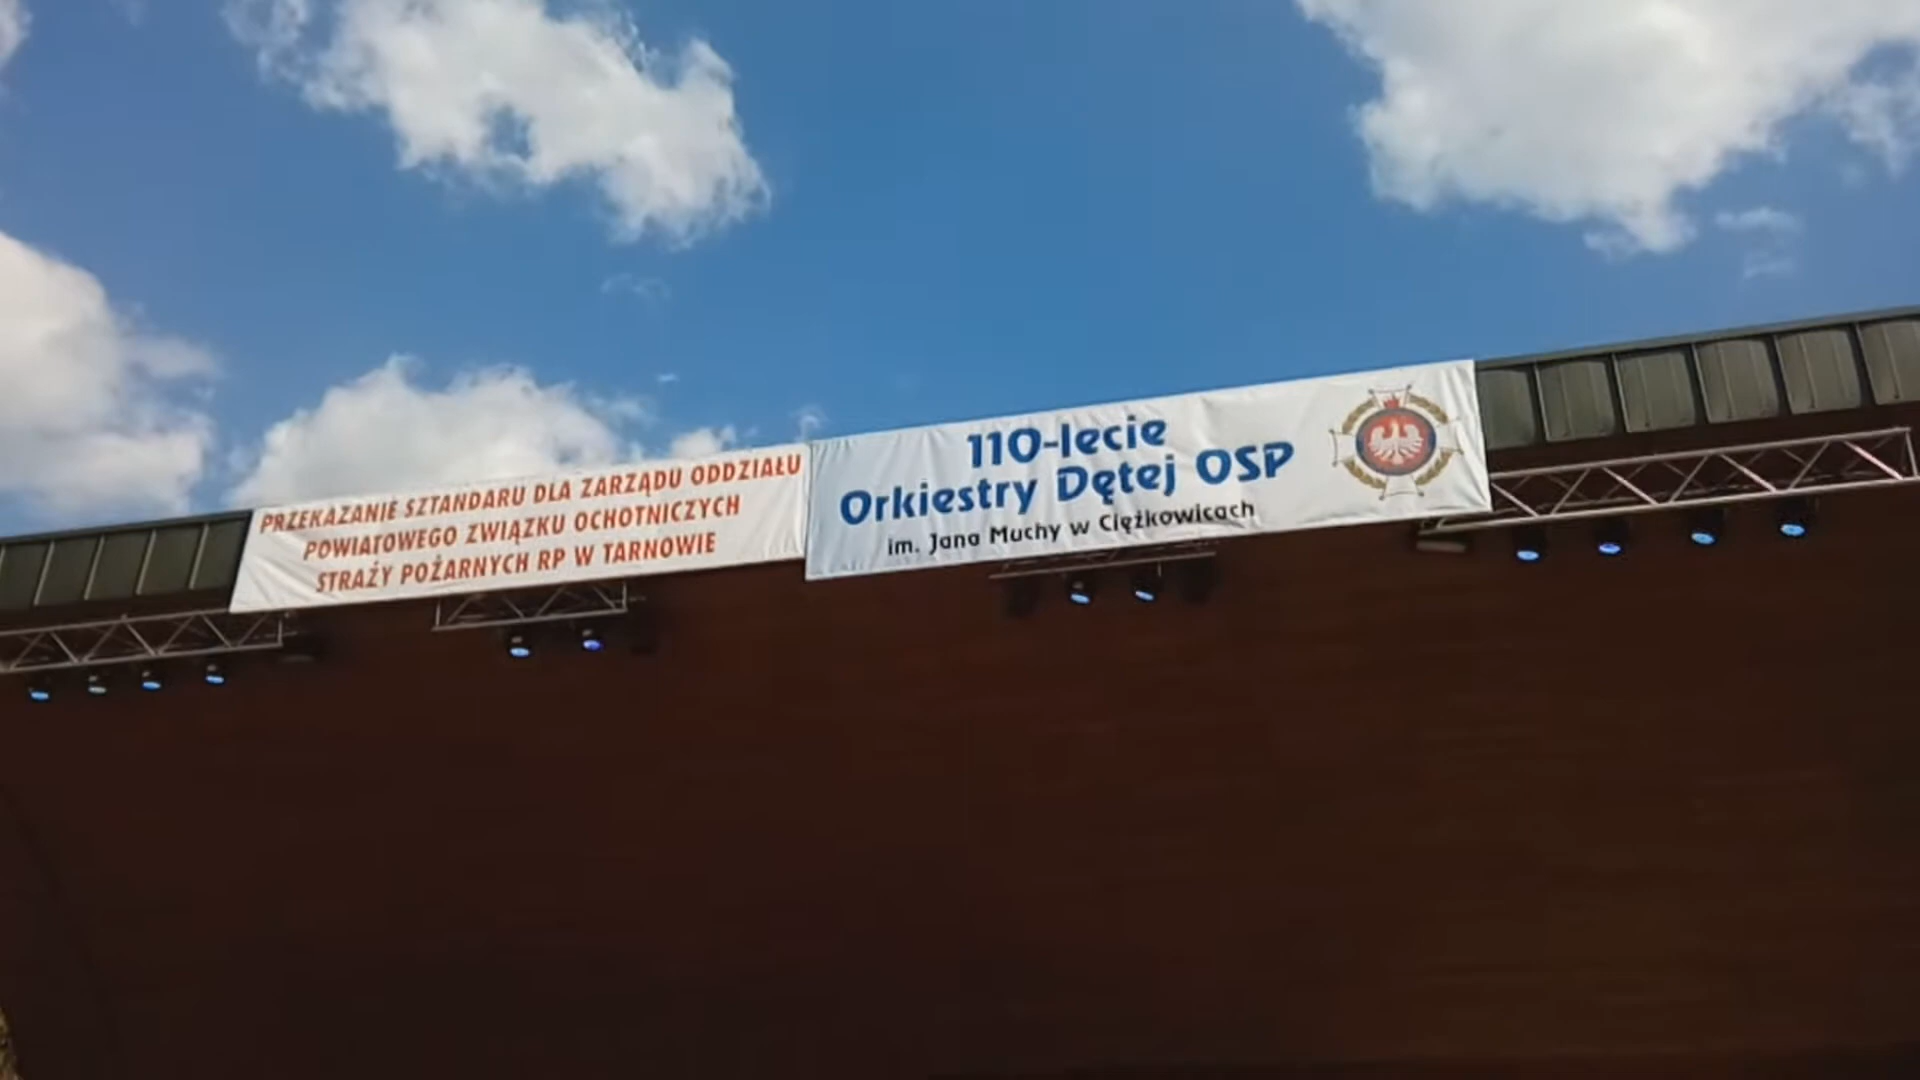 PRZEKAZANIE SZTANDARU DLA ZARZĄDU ODDZIAŁU
POWIATOWEGO ZWIĄZKU OCHOTNICZYCH
STRAŻY POŻARNYCH RP W TARNOWIE
110-lecie
Orkiestry Dętej OSP
im. Jana Muchy w Ciężkowicach